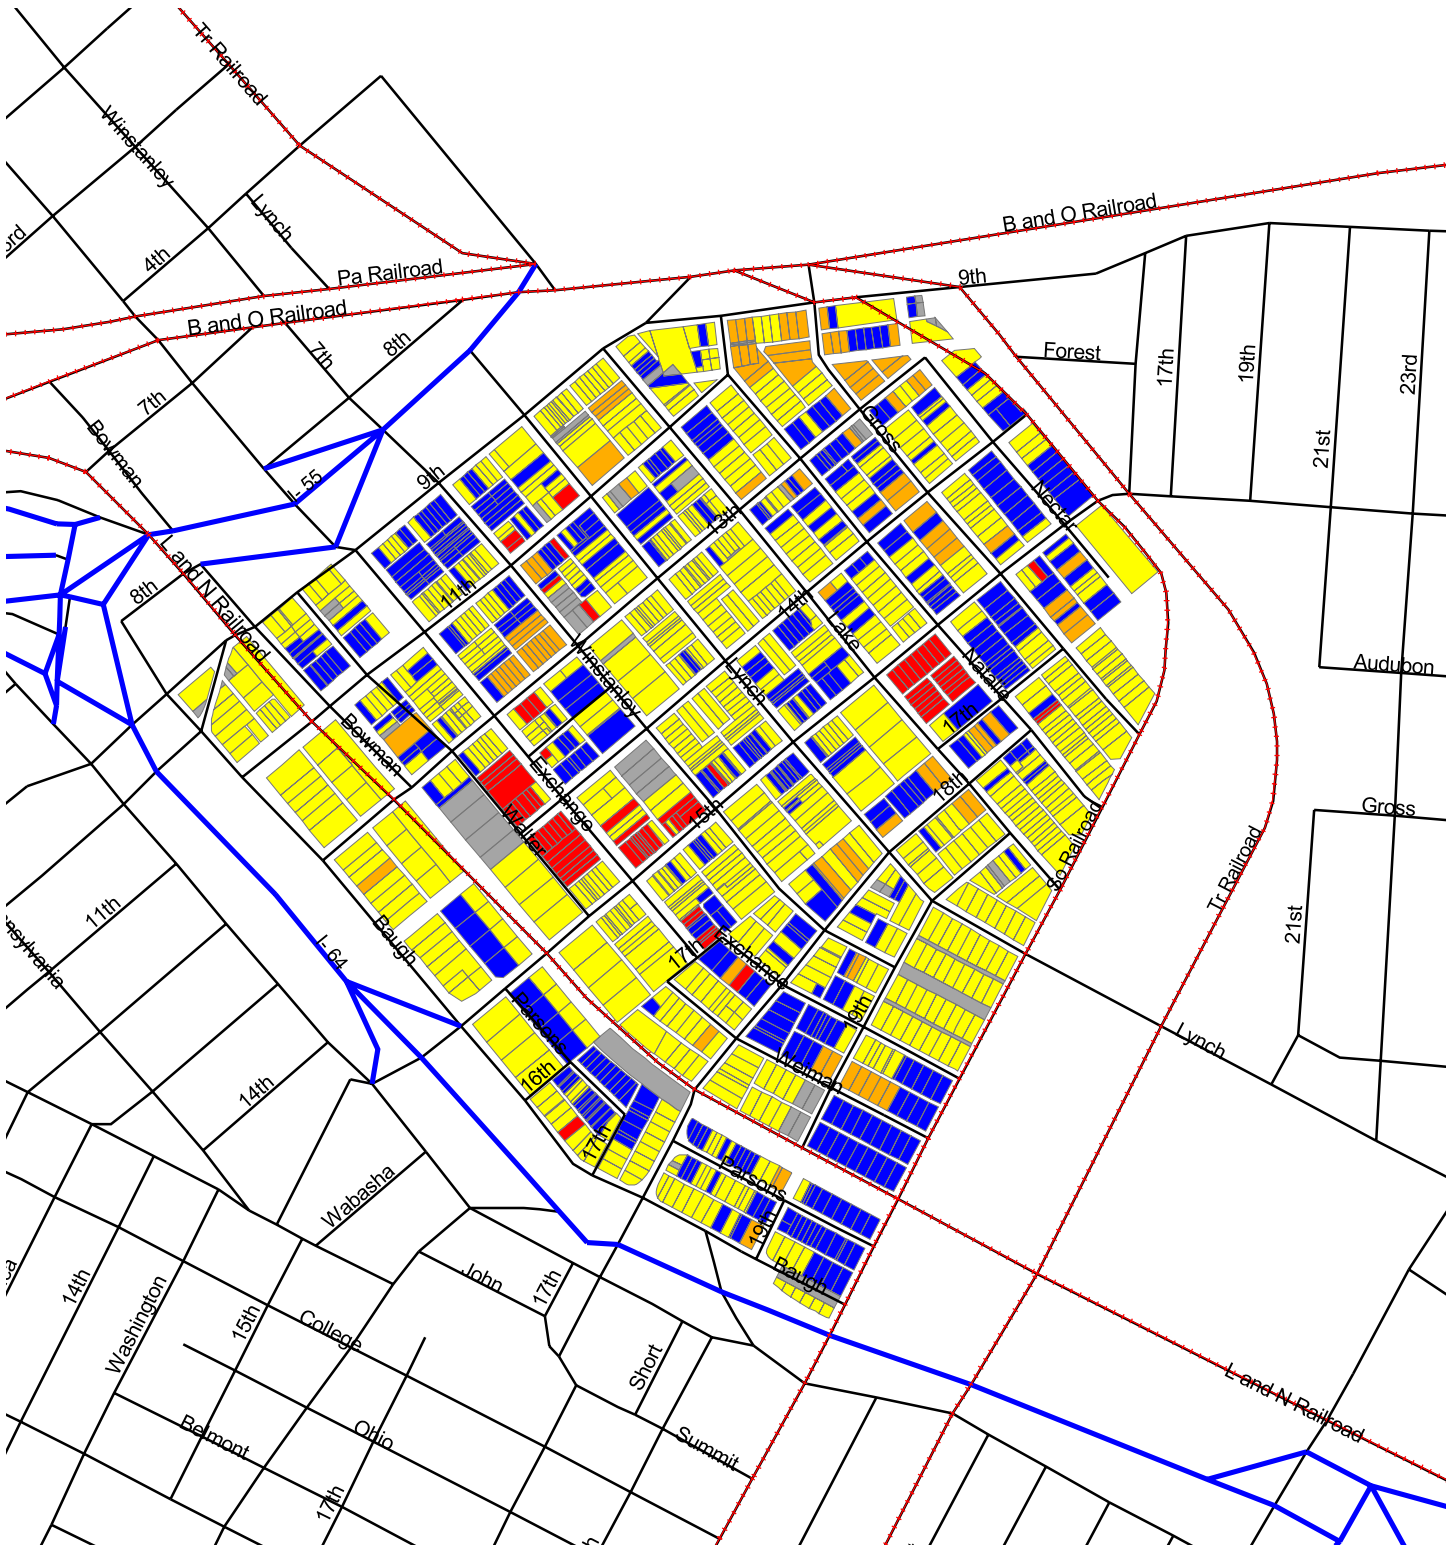 Tr Railroad
Winstanley
Lynch
B and O Railroad
3rd
4th
Pa Railroad
9th
B and O Railroad
7th
8th
Forest
17th
19th
23rd
7th
Gross
Bowman
21st
9th
I- 55
Nectar
13th
L and N Railroad
8th
11th
14th
Lake
Winstanley
Lynch
Natalie
Audubon
17th
Bowman
Exchange
18th
15th
Walter
Gross
So Railroad
Tr Railroad
11th
Baugh
21st
I- 64
17th
Exchange
nsylvania
19th
Parsons
Lynch
16th
14th
17th
Parsons
Wabasha
19th
Baugh
John
17th
14th
Washington
15th
College
Short
L and N Railroad
Belmont
Ohio
Summit
17th